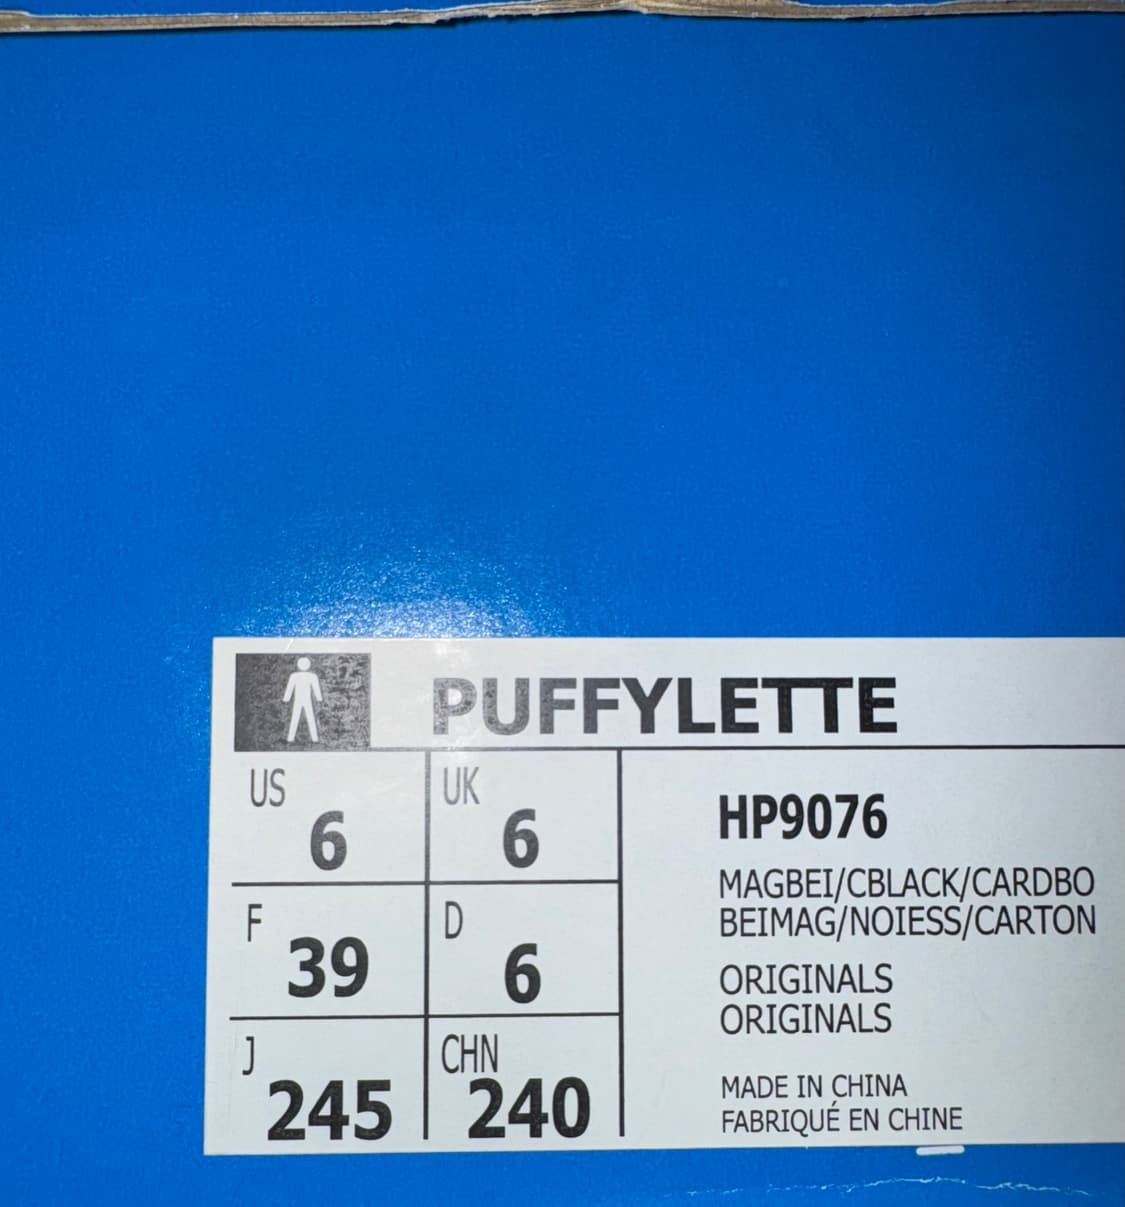 PUFFYLETTE
US 6
UK 6
F 39
D 6
J 245
CHN 240
HP9076
MAGBEI/CBLACK/CARDBO
BEIMAG/NOIESS/CARTON
ORIGINALS
ORIGINALS
MADE IN CHINA
FABRIQUÉ EN CHINE